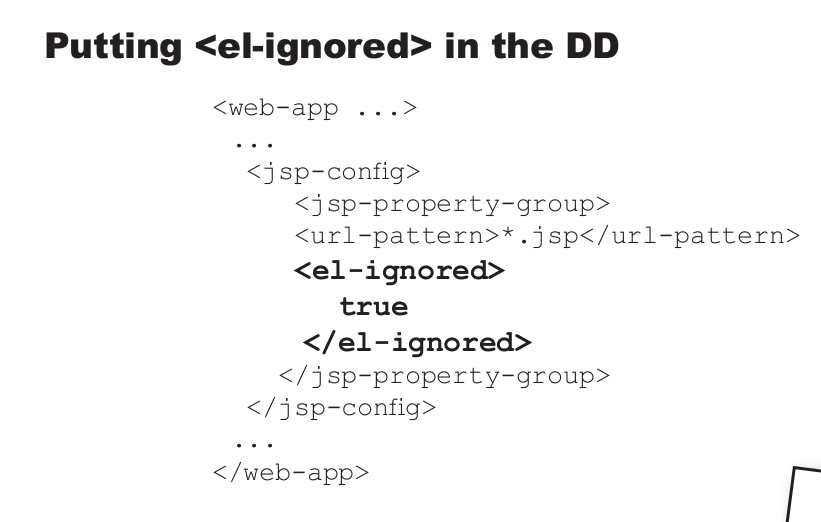 Putting <el-ignored> in the DD
<web-app ...>
...
<jsp-config>
<jsp-property-group>
<url-pattern>*.jsp</url-pattern>
<el-ignored>
true
</el-ignored>
</jsp-property-group>
</jsp-config>
...
</web-app>